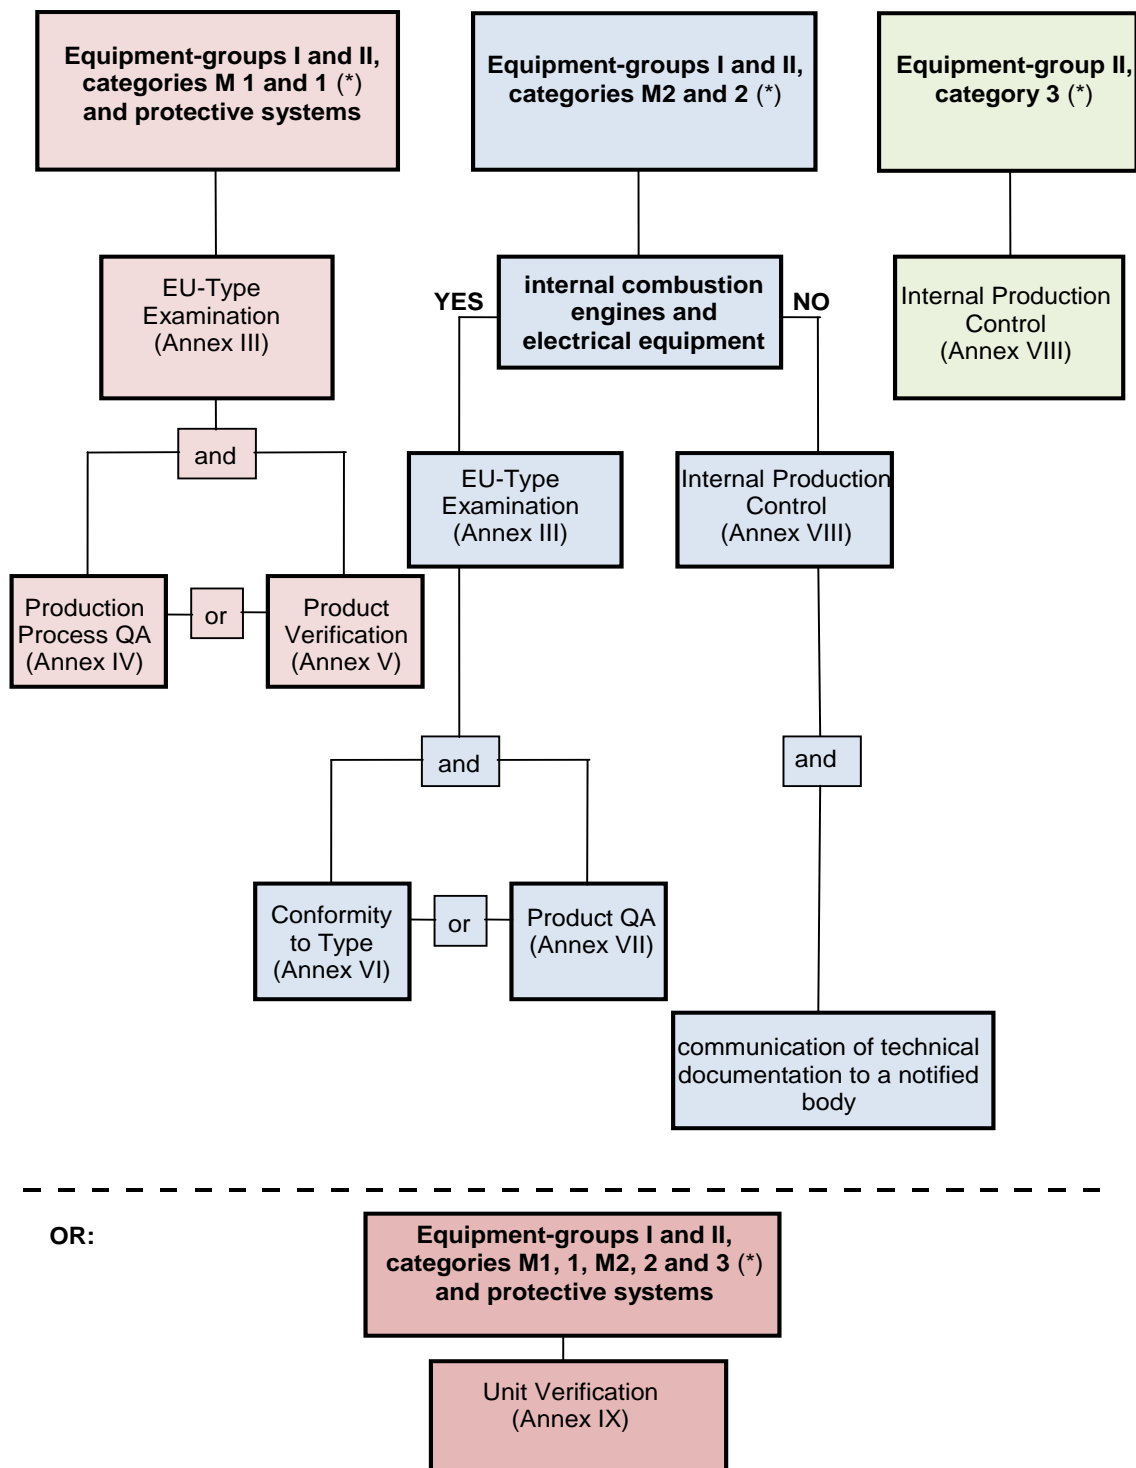 Equipment-groups I and II,
categories M 1 and 1 (*)
and protective systems
Equipment-groups I and II,
categories M2 and 2 (*)
Equipment-group II,
category 3 (*)
EU-Type
Examination
(Annex III)
YES
internal combustion
engines and
electrical equipment
NO
Internal Production
Control
(Annex VIII)
and
EU-Type
Examination
(Annex III)
Internal Production
Control
(Annex VIII)
Production
Process QA
(Annex IV)
or
Product
Verification
(Annex V)
and
and
Conformity
to Type
(Annex VI)
or
Product QA
(Annex VII)
communication of technical
documentation to a notified
body
OR:
Equipment-groups I and II,
categories M1, 1, M2, 2 and 3 (*)
and protective systems
Unit Verification
(Annex IX)